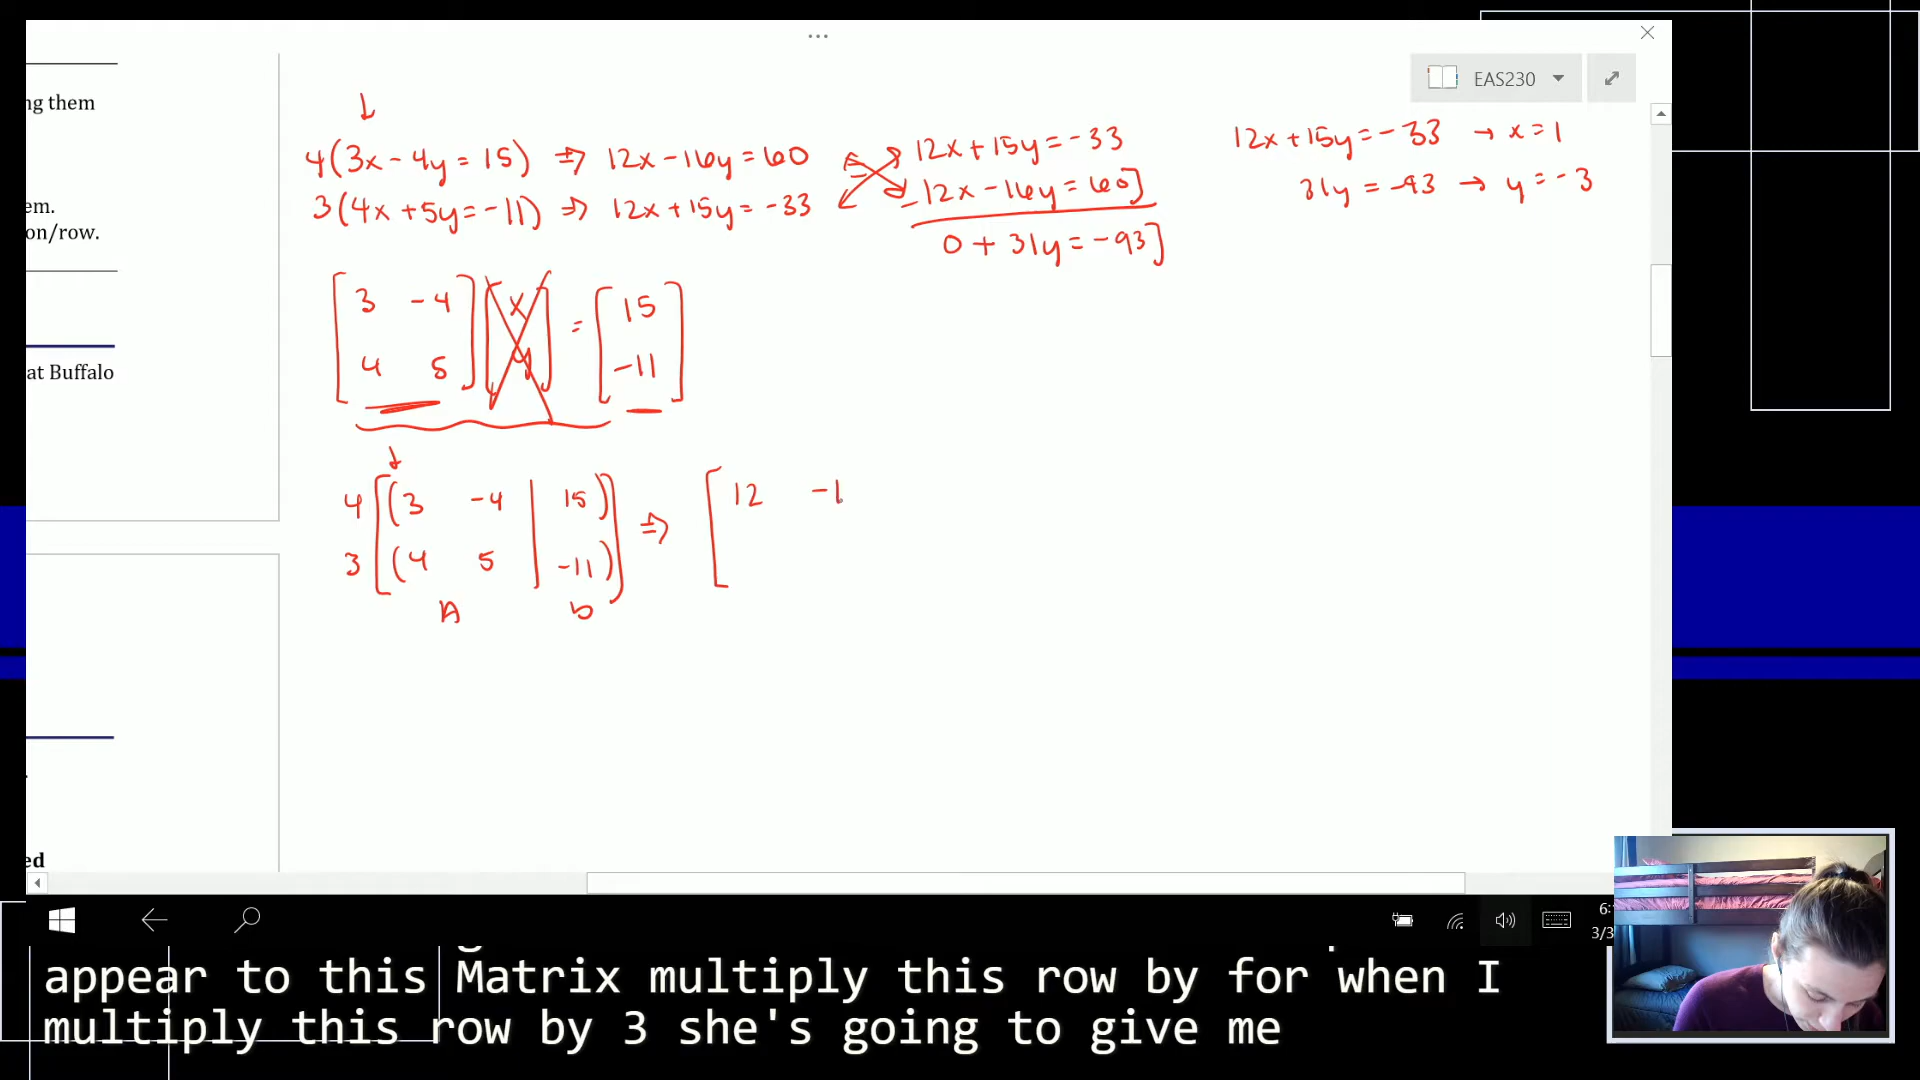 ...
EAS230
ng them
em.
on/row.
at Buffalo
ed
↓
4(3x - 4y = 15) ⇒ 12x - 16y = 60
3(4x + 5y = -11) ⇒ 12x + 15y = -33
12x + 15y = -33
-12x - 16y = 60]
0 + 31y = -93]
12x + 15y = -33 → x = 1
31y = -93 → y = -3
[3 -4] [x] = [15]
[4 5] [y] [-11]
↓
4 [(3 -4 | 15)] ⇒ [12 -1
3 [(4 5 | -11)]
A b
6:
3/3
appear to this Matrix multiply this row by for when I
multiply this row by 3 she's going to give me